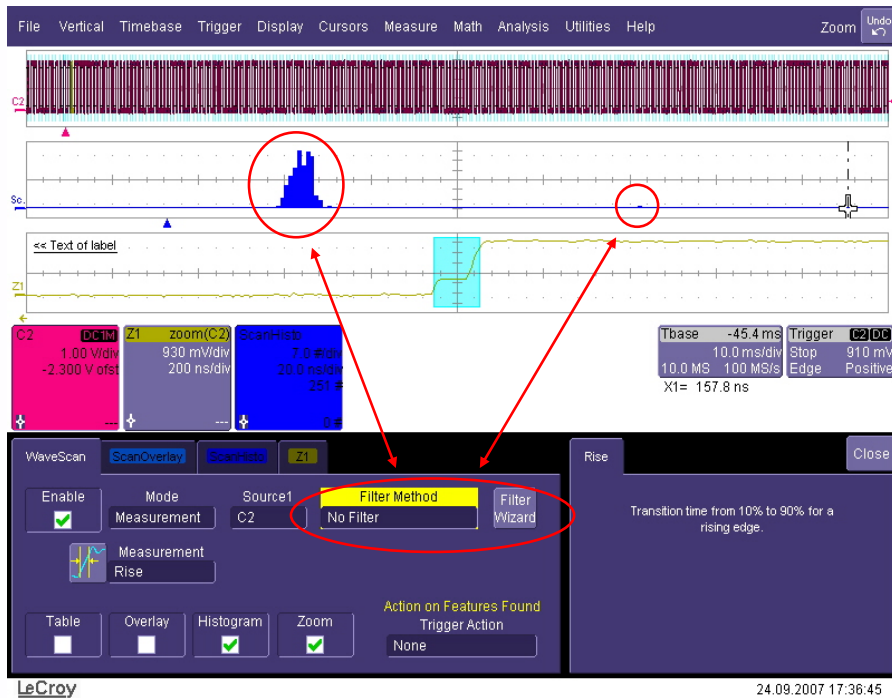 File Vertical Timebase Trigger Display Cursors Measure Math Analysis Utilities Help Zoom Undo
C2
Sc.
<< Text of label
Z1
C2 DC1M
1.00 V/div
-2.300 V ofst
---
Z1 zoom(C2)
930 mV/div
200 ns/div
---
ScanHisto
7.0 #/div
20.0 ns/div
251 #
0 #
Tbase -45.4 ms
10.0 ms/div
10.0 MS 100 MS/s
Trigger C2 DC
Stop 910 mV
Edge Positive
X1= 157.8 ns
WaveScan ScanOverlay ScanHisto Z1
Rise
Close
Enable
Mode
Measurement
Source1
C2
Filter Method
No Filter
Filter
Wizard
Measurement
Rise
Transition time from 10% to 90% for a
rising edge.
Table
Overlay
Histogram
Zoom
Action on Features Found
Trigger Action
None
LeCroy
24.09.2007 17:36:45